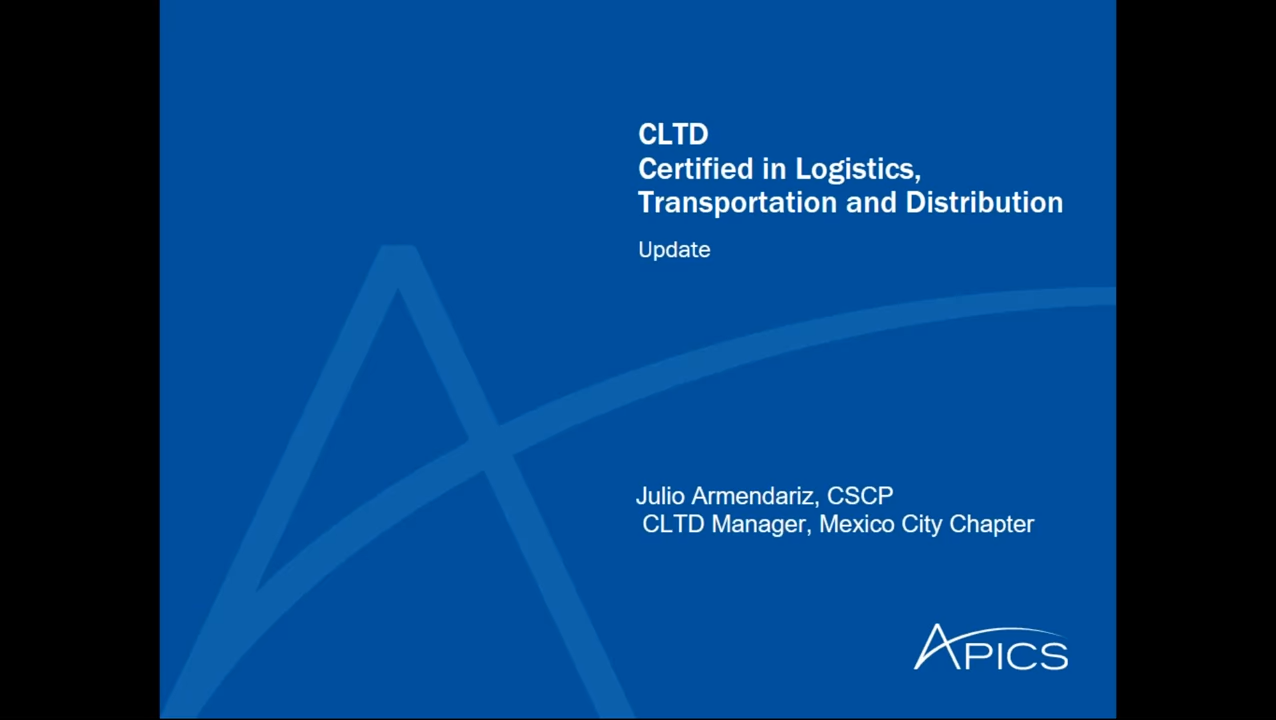 CLTD
Certified in Logistics,
Transportation and Distribution
Update
Julio Armendariz, CSCP
CLTD Manager, Mexico City Chapter
APICS